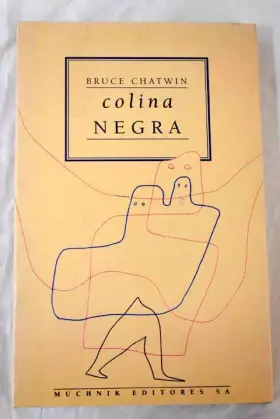 BRUCE CHATWIN
colina
NEGRA
MUCHNIK EDITORES SA